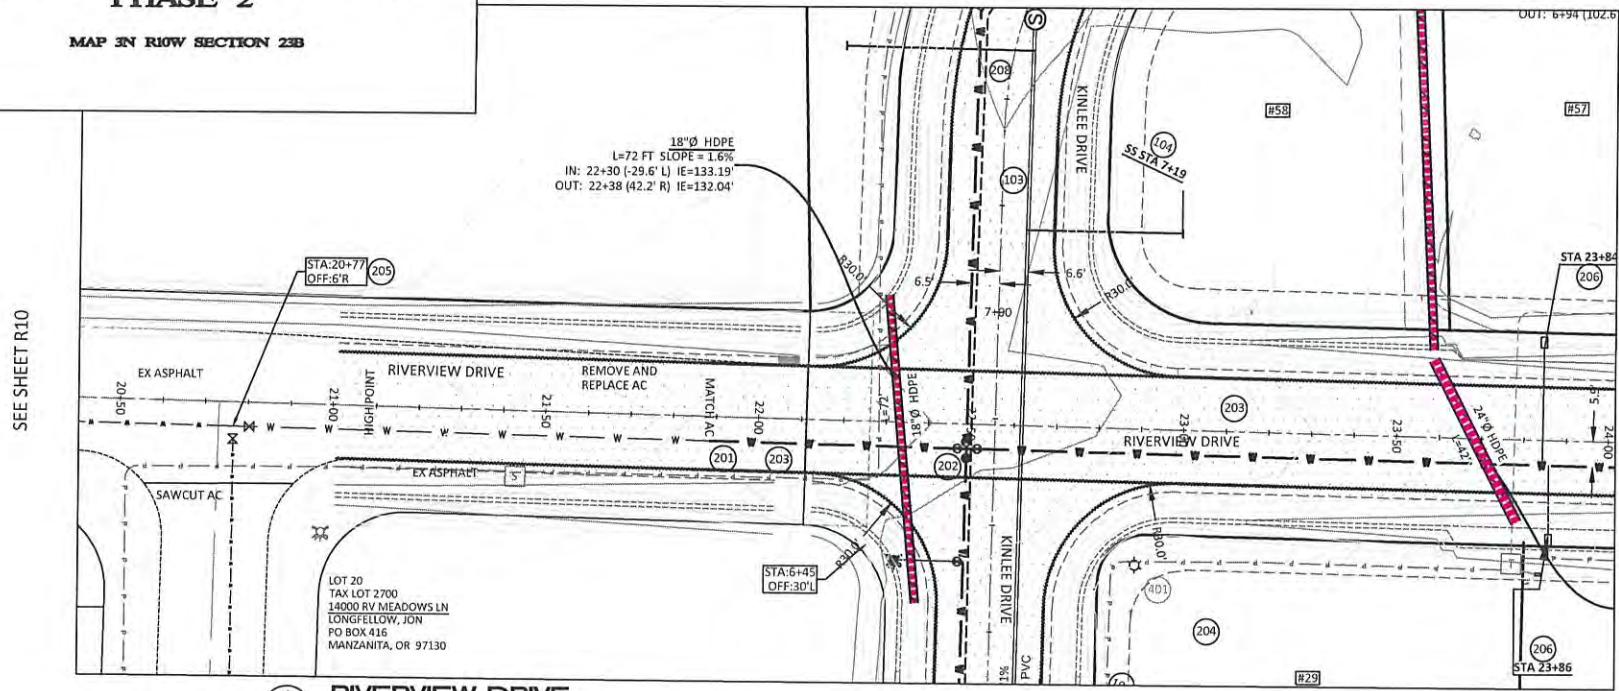 PHASE 2
MAP 3N R10W SECTION 23B
SEE SHEET R10
OUT: 6+94 (102.6
S
208
KINLEE DRIVE
#58
#57
104
SS STA 7+19
18"Ø HDPE
L=72 FT SLOPE = 1.6%
IN: 22+30 (-29.6' L) IE=133.19'
OUT: 22+38 (42.2' R) IE=132.04'
103
STA:20+77
OFF:6'R
205
R30.0'
6.5'
6.6'
R30.0'
7+00
STA 23+84
206
EX ASPHALT
RIVERVIEW DRIVE
REMOVE AND
REPLACE AC
20+50
21+00
HIGHPOINT
21+50
MATCH AC
22+00
L=72'
18"Ø HDPE
203
RIVERVIEW DRIVE
23+50
24"Ø HDPE
L=42'
24+00
201
203
202
EX ASPHALT
S
SAWCUT AC
R30.0'
STA:6+45
OFF:30'L
KINLEE DRIVE
R30.0'
401
T
LOT 20
TAX LOT 2700
14000 RV MEADOWS LN
LONGFELLOW, JON
PO BOX 416
MANZANITA, OR 97130
204
206
STA 23+86
1%
PVC
#29
RIVERVIEW DRIVE